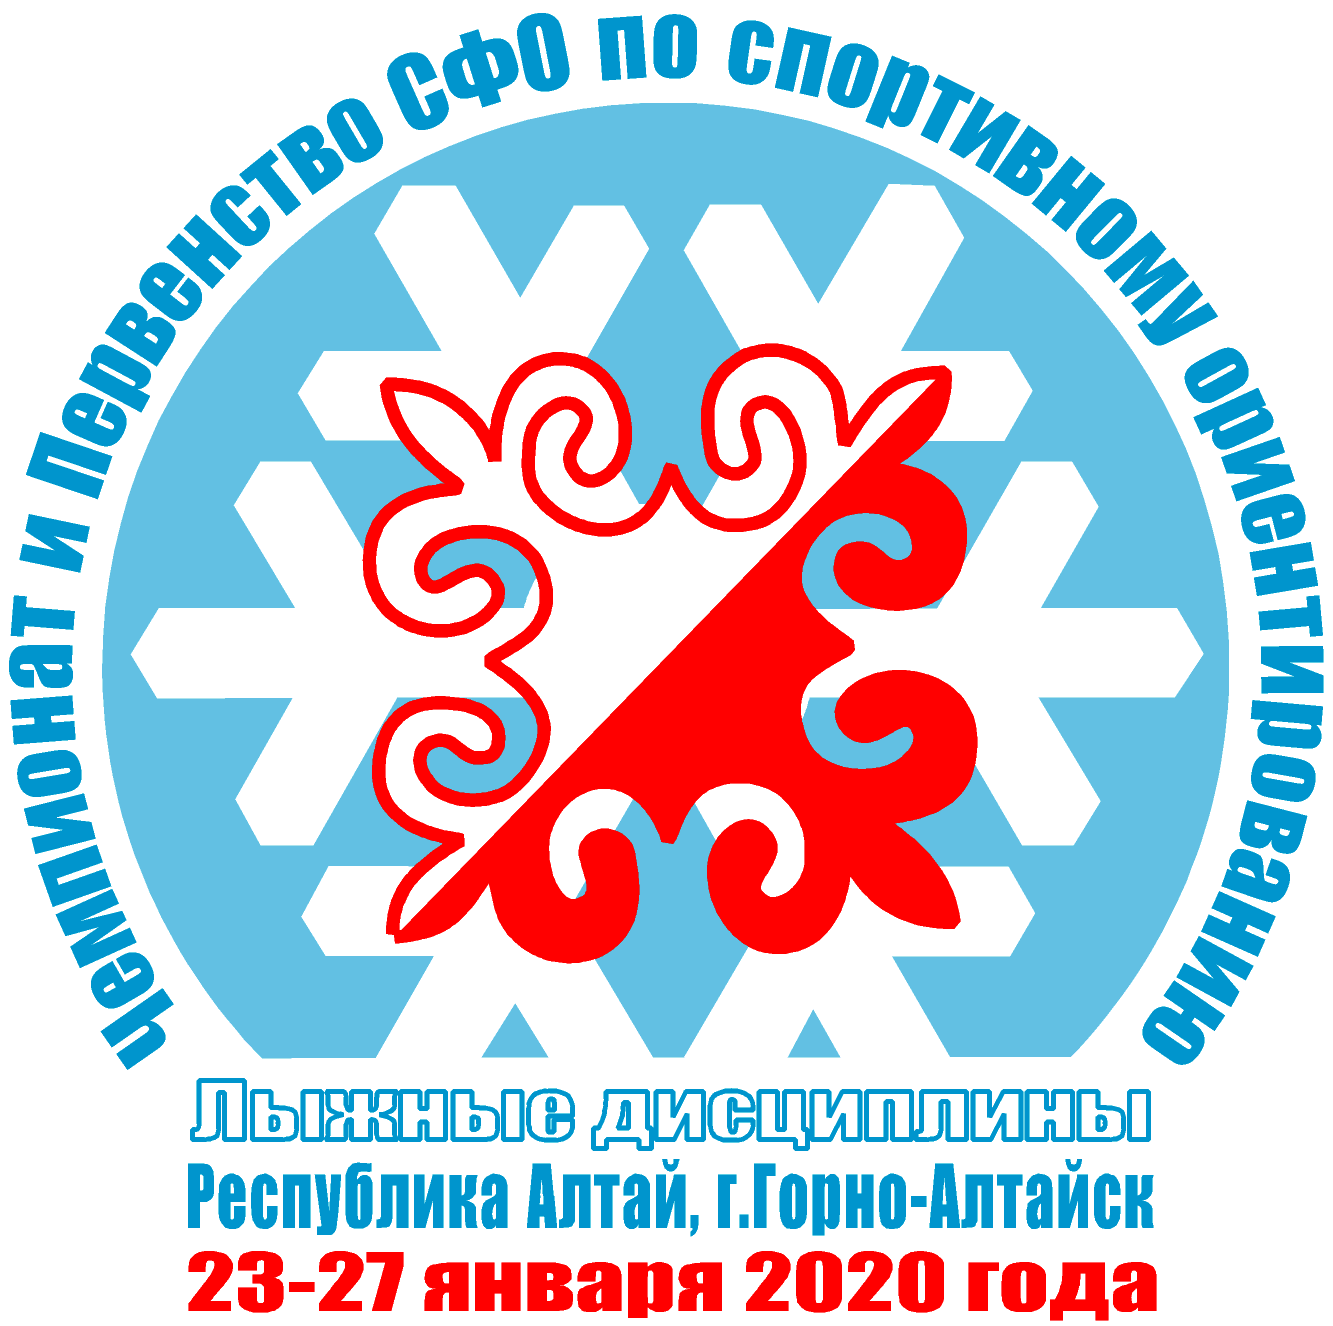 Чемпионат и Первенство СФО по спортивному ориентированию
Лыжные дисциплины
Республика Алтай, г.Горно-Алтайск
23-27 января 2020 года